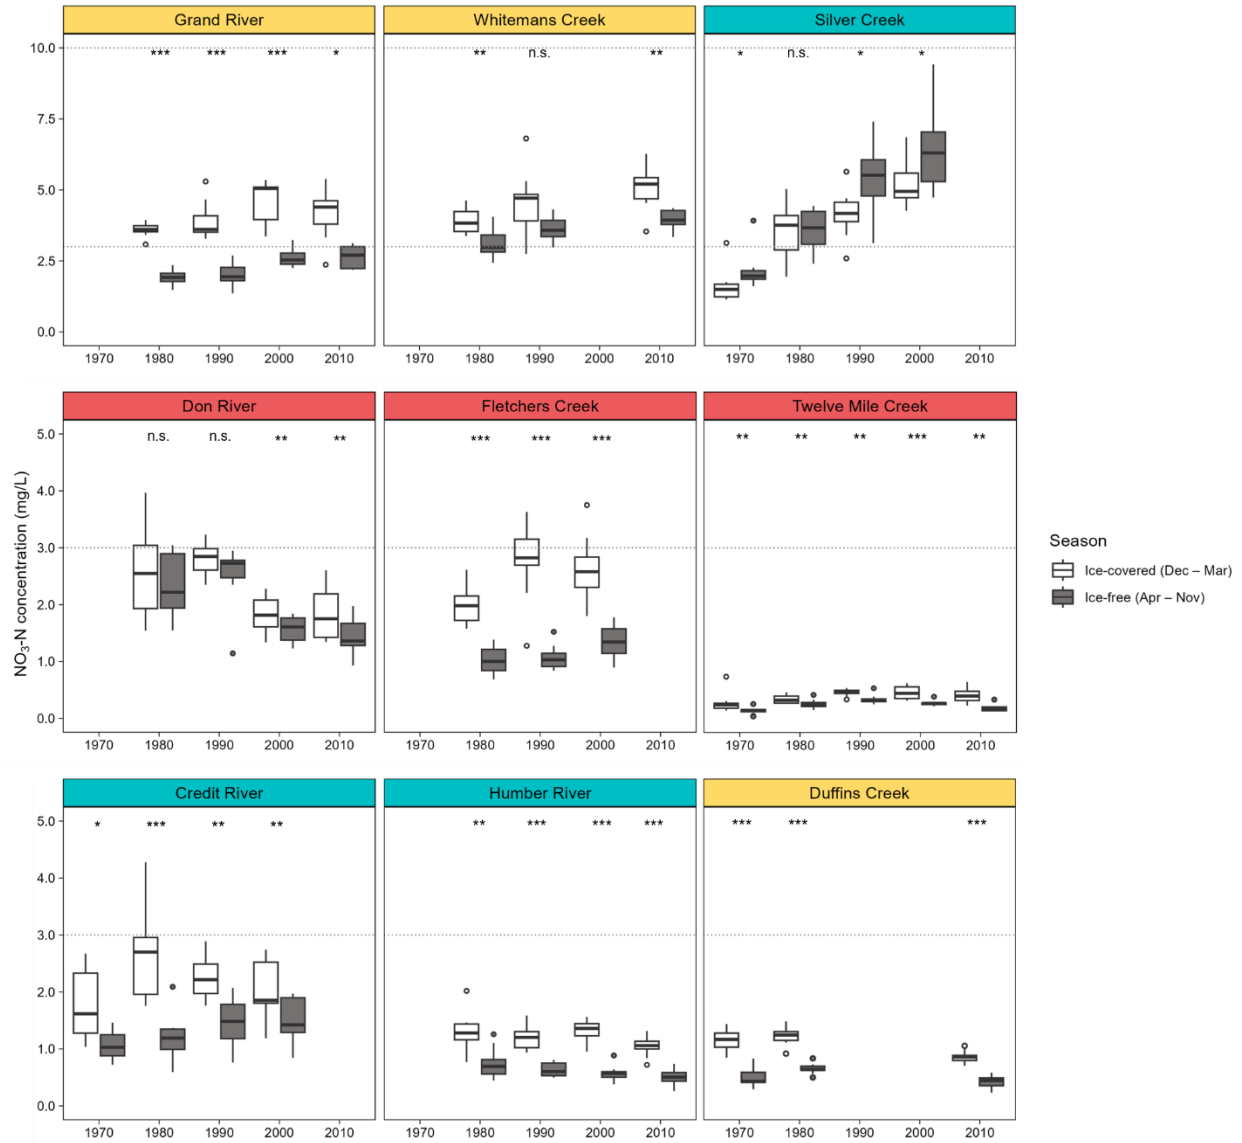 Grand River Whitemans Creek Silver Creek
*** *** *** * ** n.s. ** * n.s. * *
10.0
7.5
5.0
2.5
0.0
1970 1980 1990 2000 2010 1970 1980 1990 2000 2010 1970 1980 1990 2000 2010
Don River Fletchers Creek Twelve Mile Creek
n.s. n.s. ** ** *** *** *** ** ** ** *** **
5.0
4.0
3.0
2.0
1.0
0.0
1970 1980 1990 2000 2010 1970 1980 1990 2000 2010 1970 1980 1990 2000 2010
NO3-N concentration (mg/L)
Season
Ice-covered (Dec – Mar)
Ice-free (Apr – Nov)
Credit River Humber River Duffins Creek
* *** ** ** ** *** *** *** *** *** ***
5.0
4.0
3.0
2.0
1.0
0.0
1970 1980 1990 2000 2010 1970 1980 1990 2000 2010 1970 1980 1990 2000 2010